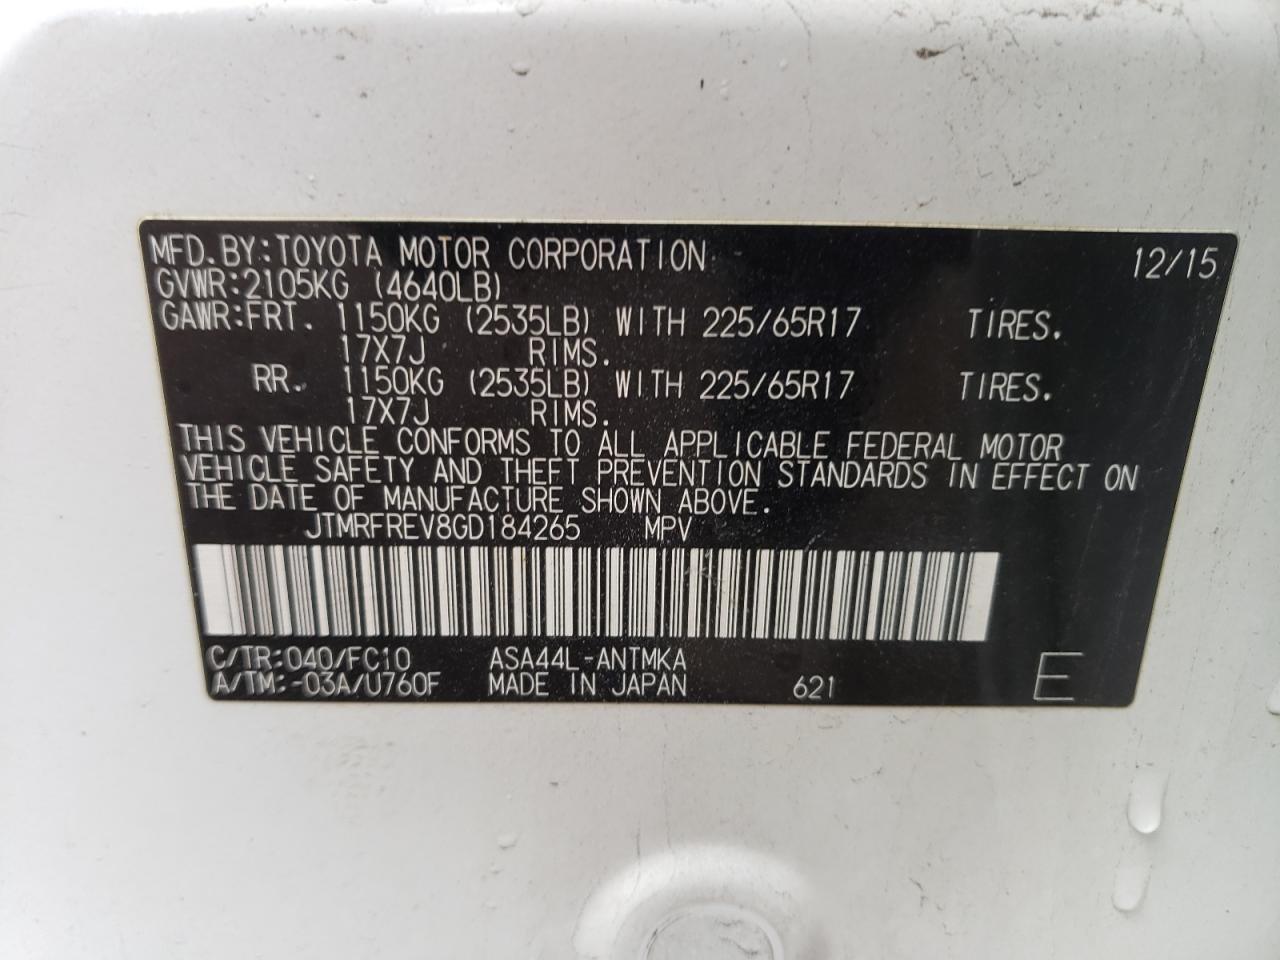 MFD. BY: TOYOTA MOTOR CORPORATION 12/15
GVWR: 2105KG (4640LB)
GAWR: FRT. 1150KG (2535LB) WITH 225/65R17 TIRES.
17X7J RIMS.
RR. 1150KG (2535LB) WITH 225/65R17 TIRES.
17X7J RIMS.
THIS VEHICLE CONFORMS TO ALL APPLICABLE FEDERAL MOTOR
VEHICLE SAFETY AND THEFT PREVENTION STANDARDS IN EFFECT ON
THE DATE OF MANUFACTURE SHOWN ABOVE.
JTMRFREV8GD184265 MPV
C/TR: 040/FC10 ASA44L-ANTMKA
A/TM: -03A/U760F MADE IN JAPAN 621 E